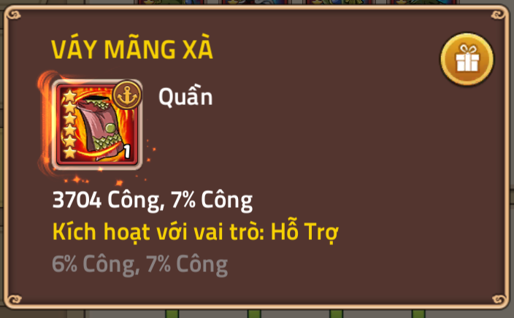 VÁY MÃNG XÀ
Quần
1
3704 Công, 7% Công
Kích hoạt với vai trò: Hỗ Trợ
6% Công, 7% Công